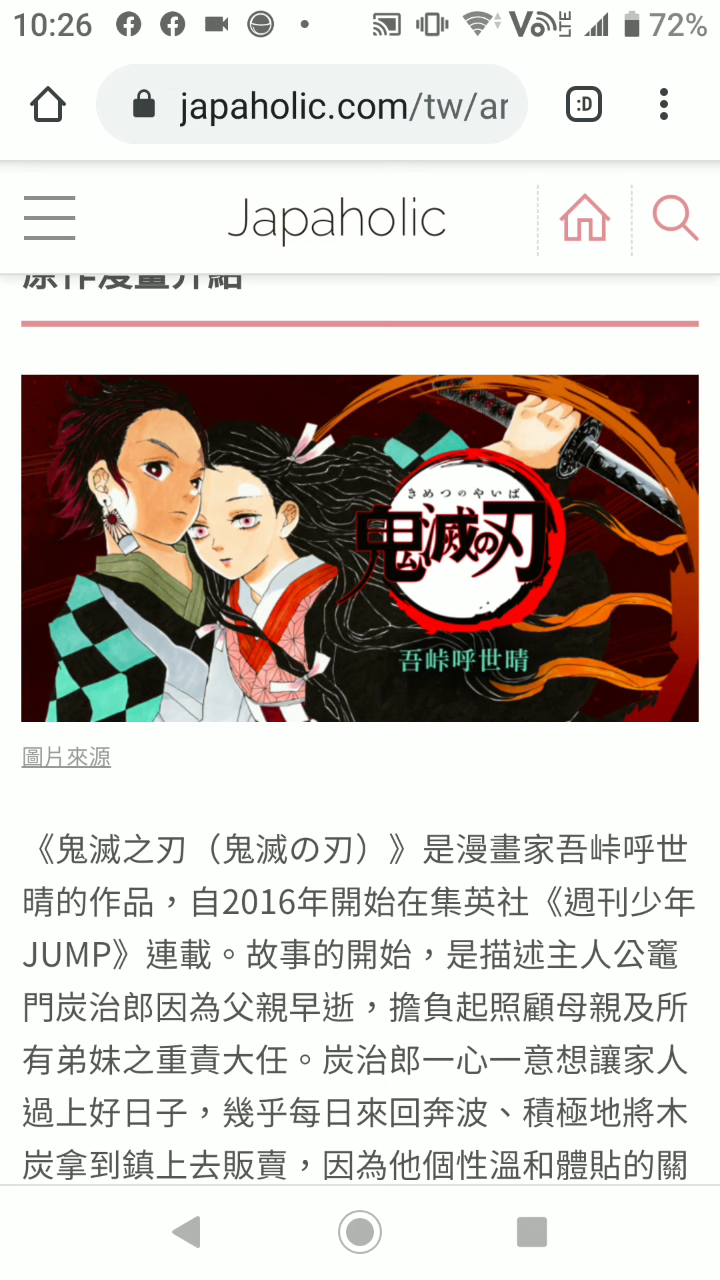 10:26
VoLTE
72%
japaholic.com/tw/ar
:D
Japaholic
原作漫畫介紹
きめつのやいば
鬼滅の刃
吾峠呼世晴
圖片來源
《鬼滅之刃（鬼滅の刃）》是漫畫家吾峠呼世
晴的作品，自2016年開始在集英社《週刊少年
JUMP》連載。故事的開始，是描述主人公竈
門炭治郎因為父親早逝，擔負起照顧母親及所
有弟妹之重責大任。炭治郎一心一意想讓家人
過上好日子，幾乎每日來回奔波、積極地將木
炭拿到鎮上去販賣，因為他個性溫和體貼的關